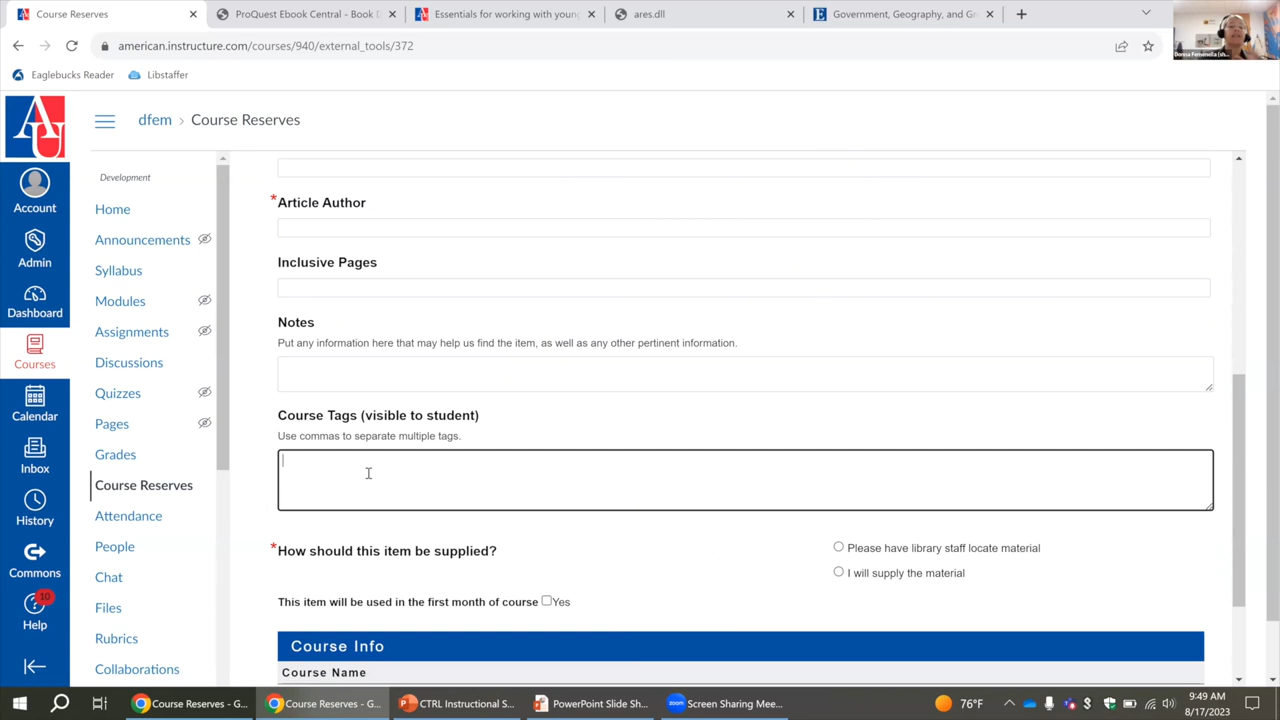 Course Reserves
ProQuest Ebook Central - Book D
Essentials for working with young
ares.dll
Government, Geography, and Gr
american.instructure.com/courses/940/external_tools/372
Eaglebucks Reader
Libstaffer
Donna Femenella (sh...
AU
dfem > Course Reserves
Account
Admin
Dashboard
Courses
Calendar
Inbox
History
Commons
10
Help
Development
Home
Announcements
Syllabus
Modules
Assignments
Discussions
Quizzes
Pages
Grades
Course Reserves
Attendance
People
Chat
Files
Rubrics
Collaborations
* Article Author
Inclusive Pages
Notes
Put any information here that may help us find the item, as well as any other pertinent information.
Course Tags (visible to student)
Use commas to separate multiple tags.
* How should this item be supplied?
Please have library staff locate material
I will supply the material
This item will be used in the first month of course Yes
Course Info
Course Name
Course Reserves - G...
Course Reserves - G...
CTRL Instructional S...
PowerPoint Slide Sh...
Screen Sharing Mee...
76°F
9:49 AM
8/17/2023